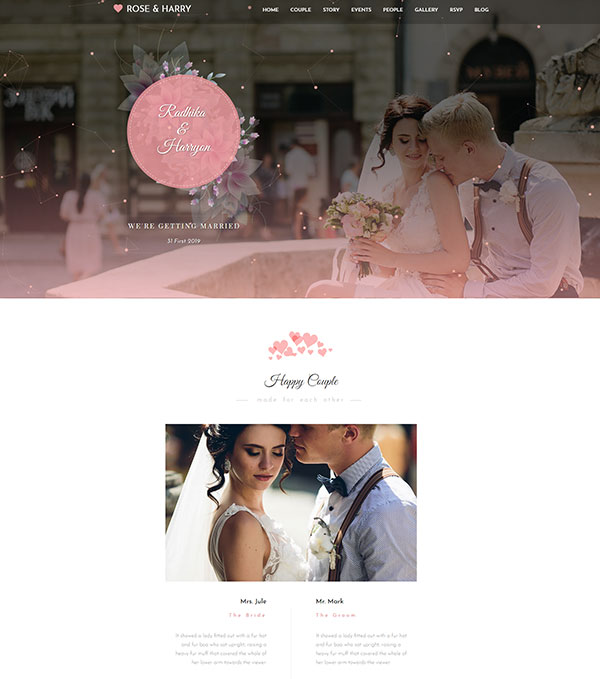 ROSE & HARRY
HOME COUPLE STORY EVENTS PEOPLE GALLERY RSVP BLOG
Radhika
&
Harryon
WE'RE GETTING MARRIED
31 First 2019
Happy Couple
made for each other
Mrs. Jule
The Bride
It showed a lady fitted out with a fur hat
and fur boa who sat upright, raising a
heavy fur muff that covered the whole of
her lower arm towards the viewer
Mr. Mark
The Groom
It showed a lady fitted out with a fur hat
and fur boa who sat upright, raising a
heavy fur muff that covered the whole of
her lower arm towards the viewer